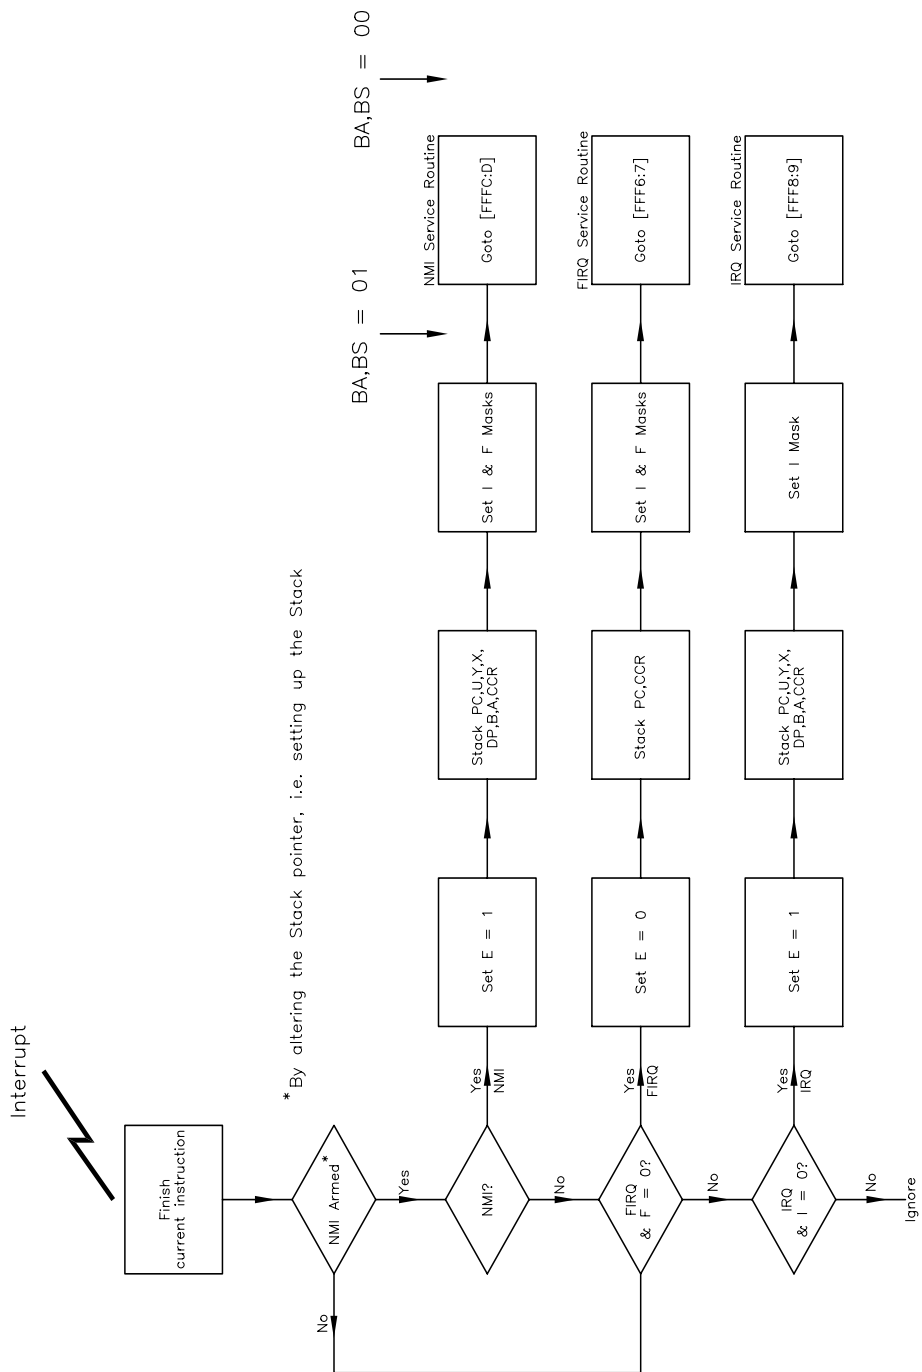 Interrupt
Finish
current instruction
NMI Armed*
No
Yes
* By altering the Stack pointer, i.e. setting up the Stack
BA,BS = 01
BA,BS = 00
NMI?
Yes
NMI
No
Set E = 1
Stack PC,U,Y,X,
DP,B,A,CCR
Set I & F Masks
NMI Service Routine
Goto [FFFC:D]
FIRQ
& F = 0?
Yes
FIRQ
No
Set E = 0
Stack PC,CCR
Set I & F Masks
FIRQ Service Routine
Goto [FFF6:7]
IRQ
& I = 0?
Yes
IRQ
No
Ignore
Set E = 1
Stack PC,U,Y,X,
DP,B,A,CCR
Set I Mask
IRQ Service Routine
Goto [FFF8:9]